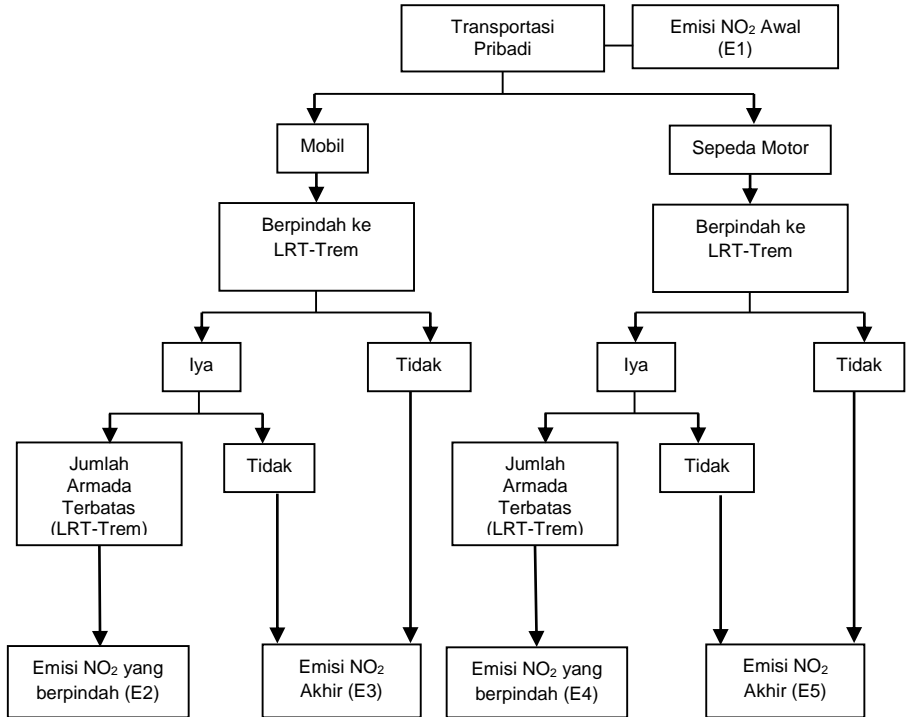 Transportasi
Pribadi
Emisi NO₂ Awal
(E1)
Mobil
Sepeda Motor
Berpindah ke
LRT-Trem
Berpindah ke
LRT-Trem
Iya
Tidak
Iya
Tidak
Jumlah
Armada
Terbatas
(LRT-Trem)
Tidak
Jumlah
Armada
Terbatas
(LRT-Trem)
Tidak
Emisi NO₂ yang
berpindah (E2)
Emisi NO₂
Akhir (E3)
Emisi NO₂ yang
berpindah (E4)
Emisi NO₂
Akhir (E5)